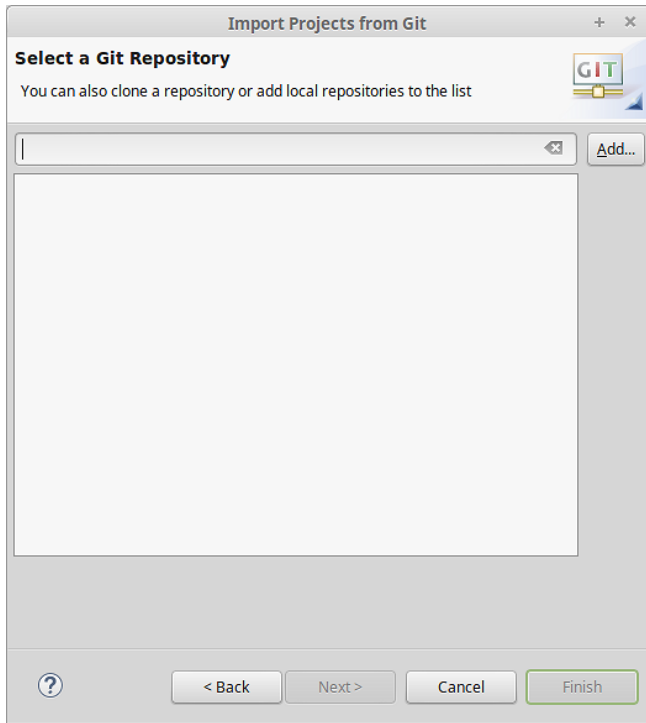 Import Projects from Git
Select a Git Repository
You can also clone a repository or add local repositories to the list
GIT
Add...
?
< Back
Next >
Cancel
Finish